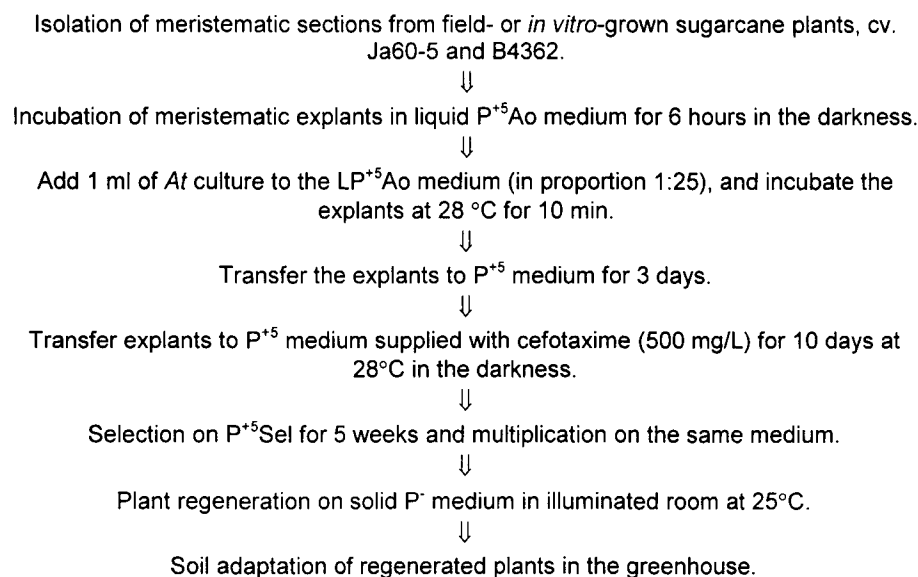 Isolation of meristematic sections from field- or in vitro-grown sugarcane plants, cv.
Ja60-5 and B4362.
⇓
Incubation of meristematic explants in liquid P⁺⁵Ao medium for 6 hours in the darkness.
⇓
Add 1 ml of At culture to the LP⁺⁵Ao medium (in proportion 1:25), and incubate the
explants at 28 °C for 10 min.
⇓
Transfer the explants to P⁺⁵ medium for 3 days.
⇓
Transfer explants to P⁺⁵ medium supplied with cefotaxime (500 mg/L) for 10 days at
28°C in the darkness.
⇓
Selection on P⁺⁵Sel for 5 weeks and multiplication on the same medium.
⇓
Plant regeneration on solid P⁻ medium in illuminated room at 25°C.
⇓
Soil adaptation of regenerated plants in the greenhouse.